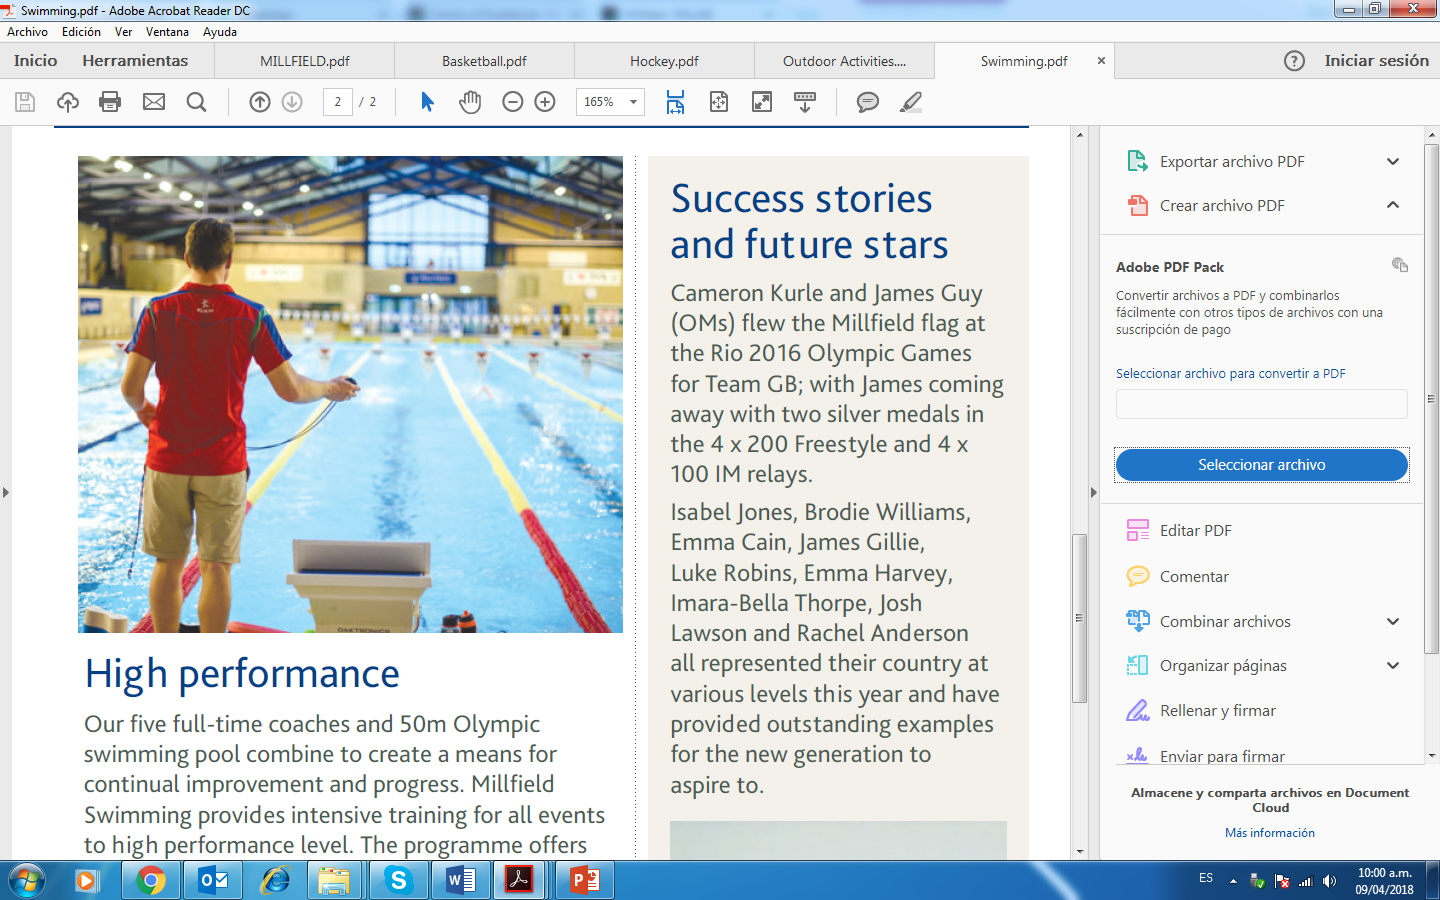 Swimming.pdf - Adobe Acrobat Reader DC
Archivo Edición Ver Ventana Ayuda
Inicio Herramientas MILLFIELD.pdf Basketball.pdf Hockey.pdf Outdoor Activities.... Swimming.pdf Iniciar sesión
2 / 2 165%
Success stories
and future stars
Cameron Kurle and James Guy
(OMs) flew the Millfield flag at
the Rio 2016 Olympic Games
for Team GB; with James coming
away with two silver medals in
the 4 x 200 Freestyle and 4 x
100 IM relays.
Isabel Jones, Brodie Williams,
Emma Cain, James Gillie,
Luke Robins, Emma Harvey,
Imara-Bella Thorpe, Josh
Lawson and Rachel Anderson
all represented their country at
various levels this year and have
provided outstanding examples
for the new generation to
aspire to.
DAKTRONICS
High performance
Our five full-time coaches and 50m Olympic
swimming pool combine to create a means for
continual improvement and progress. Millfield
Swimming provides intensive training for all events
to high performance level. The programme offers
Exportar archivo PDF
Crear archivo PDF
Adobe PDF Pack
Convertir archivos a PDF y combinarlos
fácilmente con otros tipos de archivos con una
suscripción de pago
Seleccionar archivo para convertir a PDF
Seleccionar archivo
Editar PDF
Comentar
Combinar archivos
Organizar páginas
Rellenar y firmar
Enviar para firmar
Almacene y comparta archivos en Document
Cloud
Más información
ES
10:00 a.m.
09/04/2018